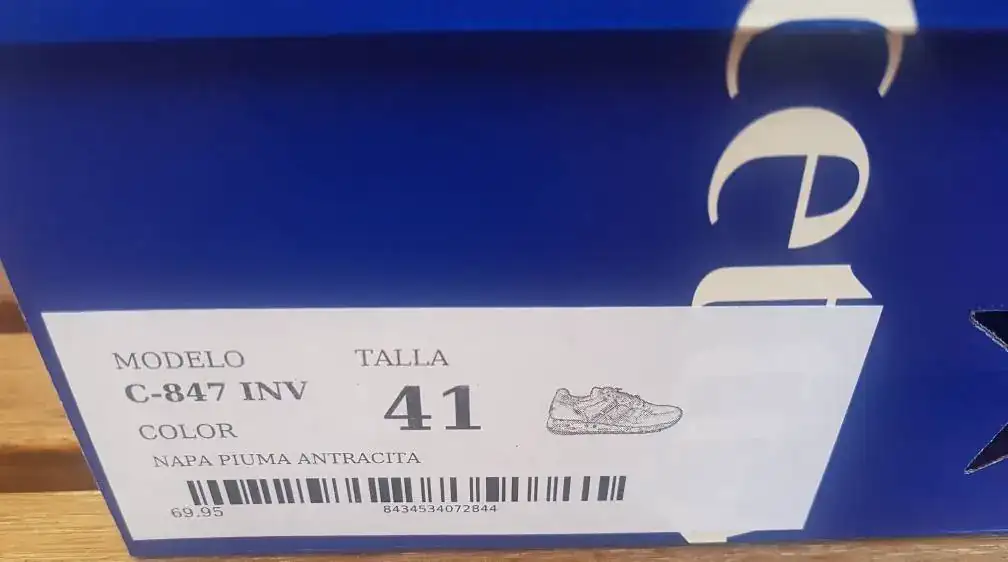 MODELO
C-847 INV
TALLA
41
COLOR
NAPA PIUMA ANTRACITA
69.95
8434534072844